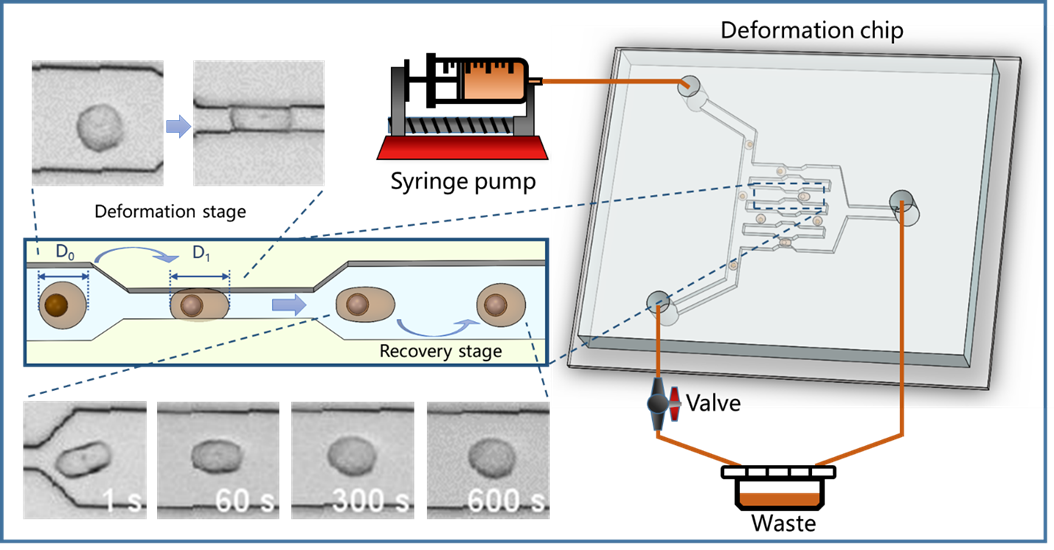 Deformation chip
Syringe pump
Deformation stage
D₀
D₁
Recovery stage
1 s
60 s
300 s
600 s
Valve
Waste